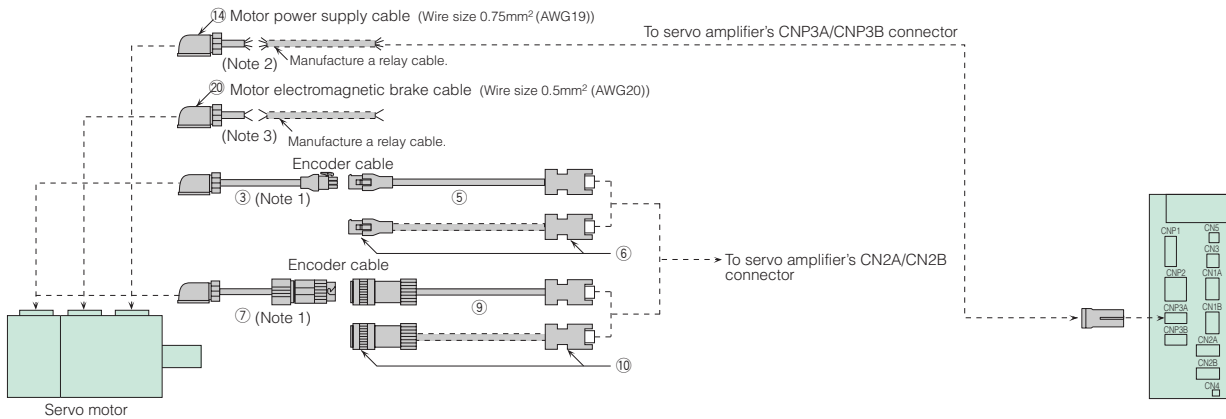 ⑭ Motor power supply cable (Wire size 0.75mm² (AWG19))
To servo amplifier's CNP3A/CNP3B connector
(Note 2)
Manufacture a relay cable.
⑳ Motor electromagnetic brake cable (Wire size 0.5mm² (AWG20))
(Note 3)
Manufacture a relay cable.
Encoder cable
③ (Note 1)
⑤
⑥
Encoder cable
To servo amplifier's CN2A/CN2B
connector
⑦ (Note 1)
⑨
⑩
Servo motor
CNP1
CN5
CN3
CNP2
CN1A
CNP3A
CN1B
CNP3B
CN2A
CN2B
CN4